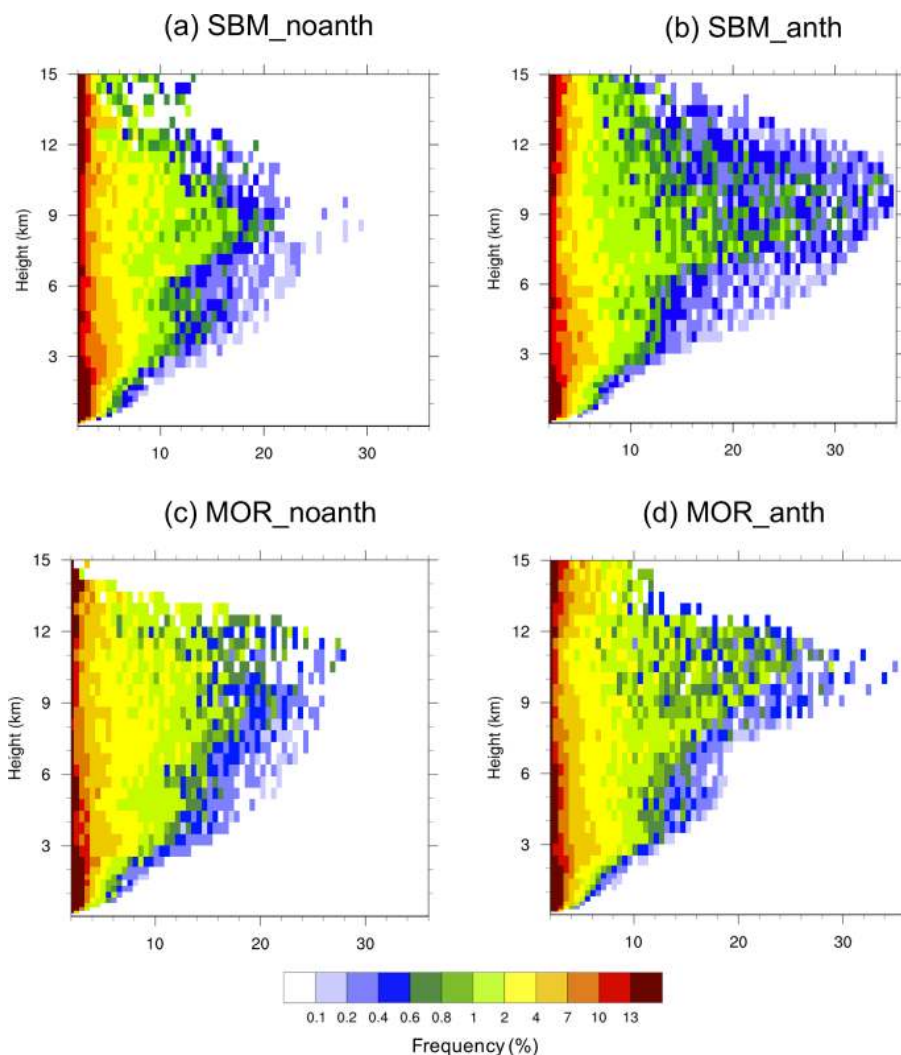 (a) SBM_noanth (b) SBM_anth
15 15
12 12
Height (km) 9 Height (km) 9
6 6
3 3
10 20 30 10 20 30
(c) MOR_noanth (d) MOR_anth
15 15
12 12
Height (km) 9 Height (km) 9
6 6
3 3
10 20 30 10 20 30
0.1 0.2 0.4 0.6 0.8 1 2 4 7 10 13
Frequency (%)